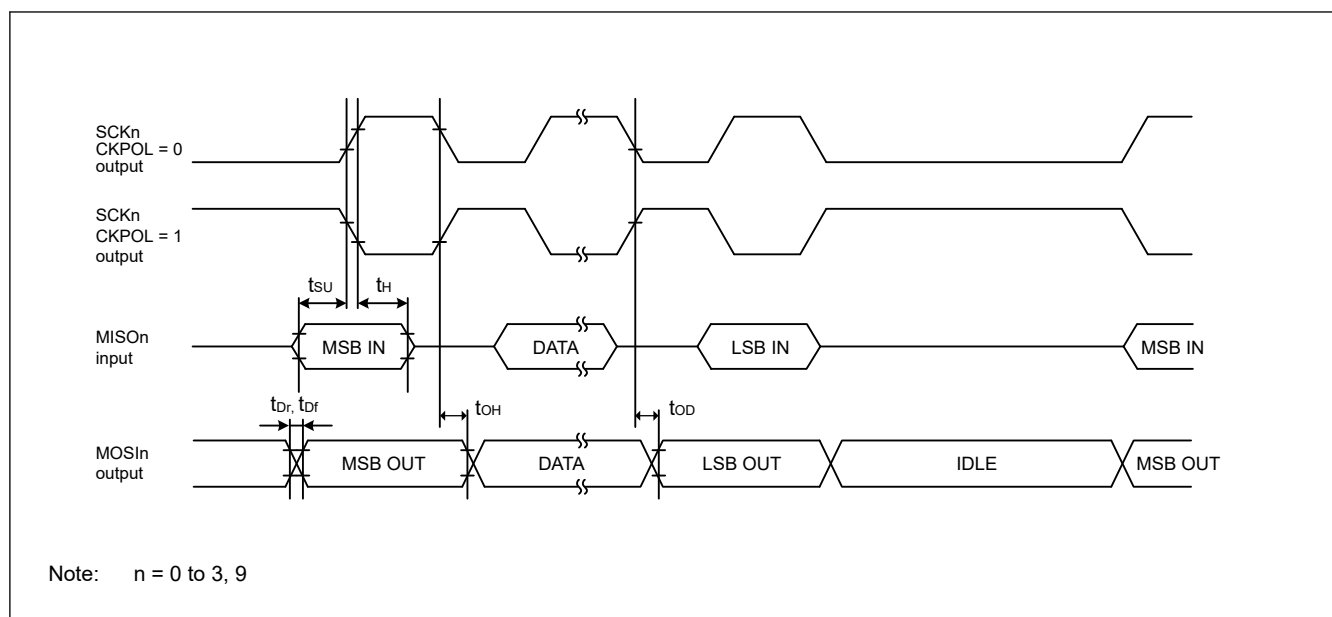 SCKn
CKPOL = 0
output
SCKn
CKPOL = 1
output
tSU
tH
MISOn
input
MSB IN
DATA
LSB IN
MSB IN
tDr, tDf
tOH
tOD
MOSIn
output
MSB OUT
DATA
LSB OUT
IDLE
MSB OUT
Note: n = 0 to 3, 9